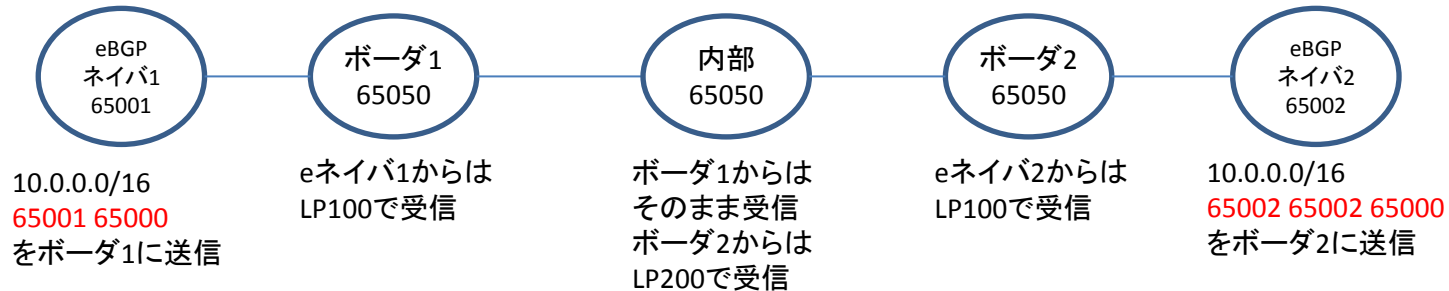 eBGP
ネイバ1
65001
ボーダ1
65050
内部
65050
ボーダ2
65050
eBGP
ネイバ2
65002
10.0.0.0/16
65001 65000
をボーダ1に送信
eネイバ1からは
LP100で受信
ボーダ1からは
そのまま受信
ボーダ2からは
LP200で受信
eネイバ2からは
LP100で受信
10.0.0.0/16
65002 65002 65000
をボーダ2に送信